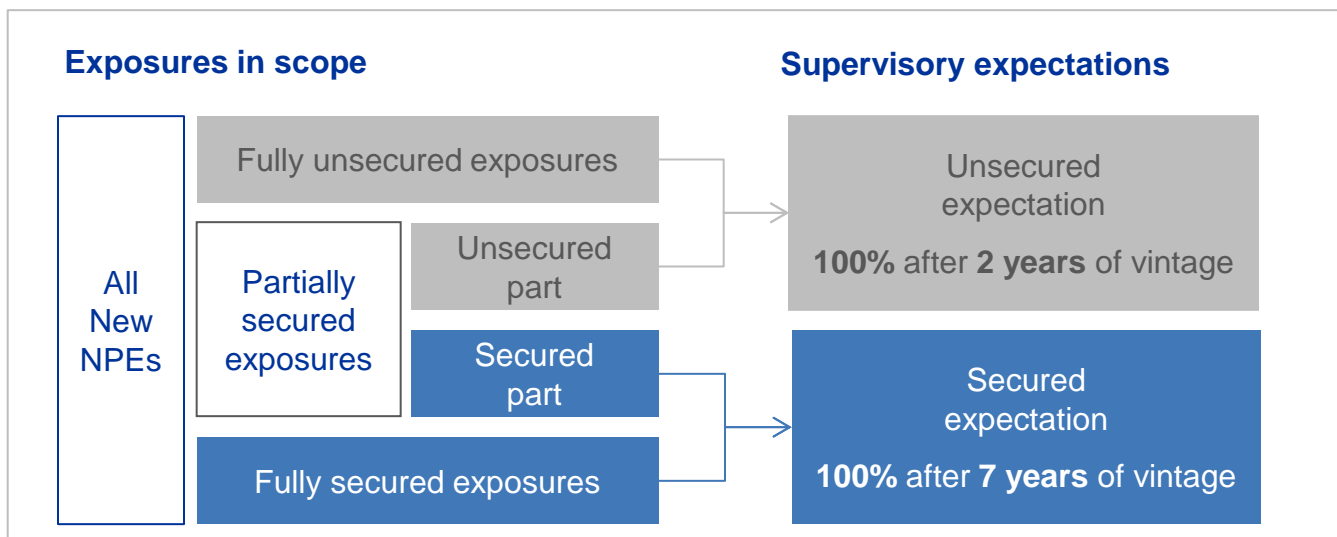 Exposures in scope
Supervisory expectations
All
New
NPEs
Fully unsecured exposures
Partially
secured
exposures
Unsecured
part
Secured
part
Fully secured exposures
Unsecured
expectation
100% after 2 years of vintage
Secured
expectation
100% after 7 years of vintage